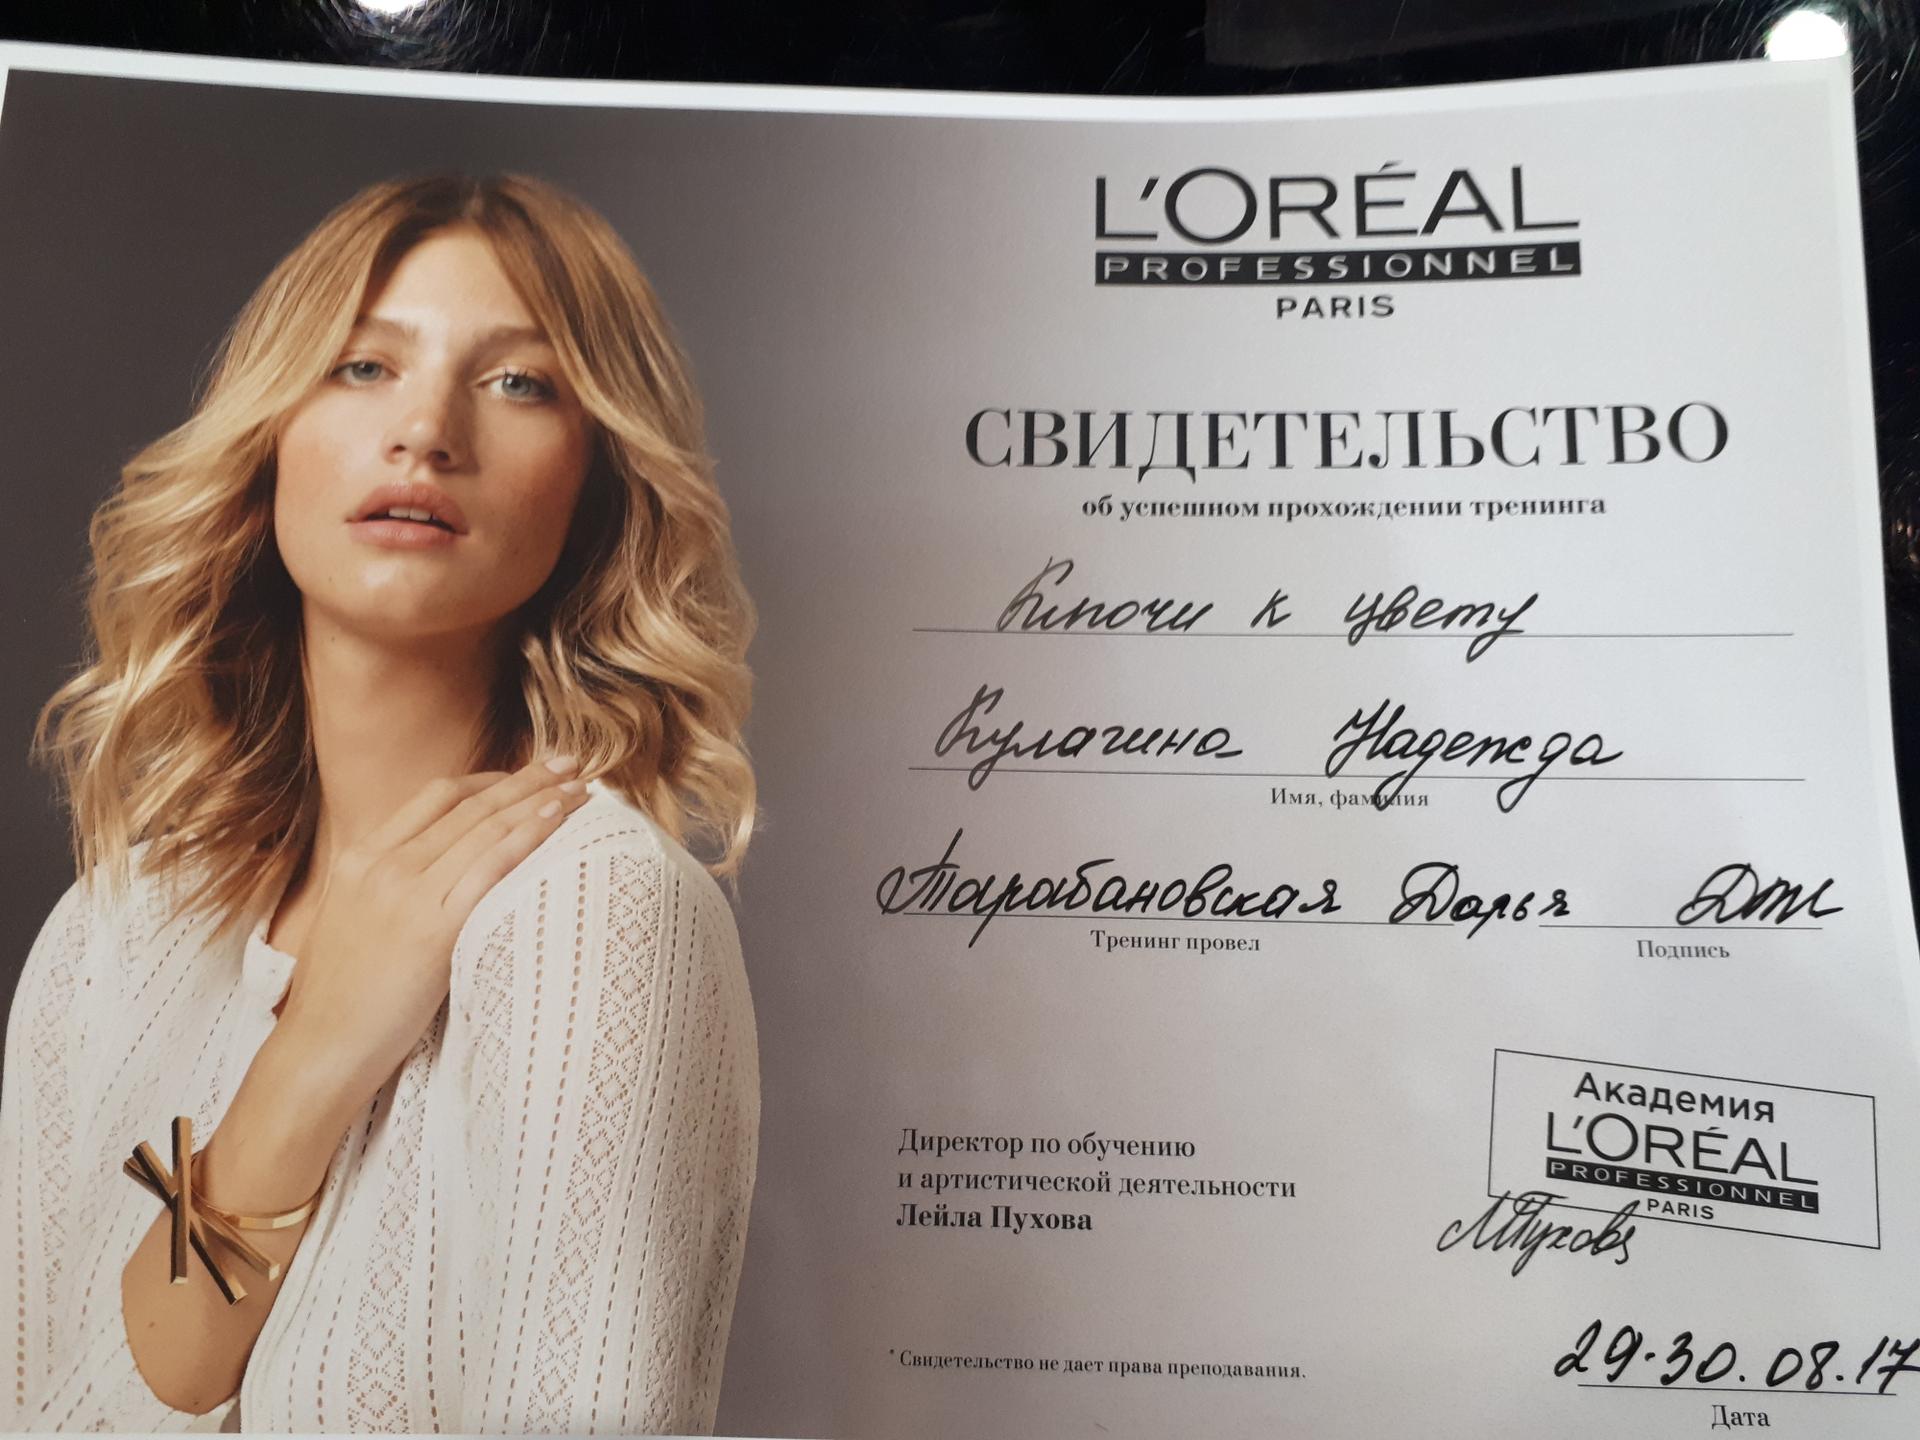 L'ORÉAL
PROFESSIONNEL
PARIS
СВИДЕТЕЛЬСТВО
об успешном прохождении тренинга
Ключи к цвету
Кулагина Надежда
Имя, фамилия
Тарабановская Дарья
Тренинг провел
Подпись
Академия
L'ORÉAL
PROFESSIONNEL
PARIS
Директор по обучению
и артистической деятельности
Лейла Пухова
ЛПухова
* Свидетельство не дает права преподавания.
29-30.08.17
Дата